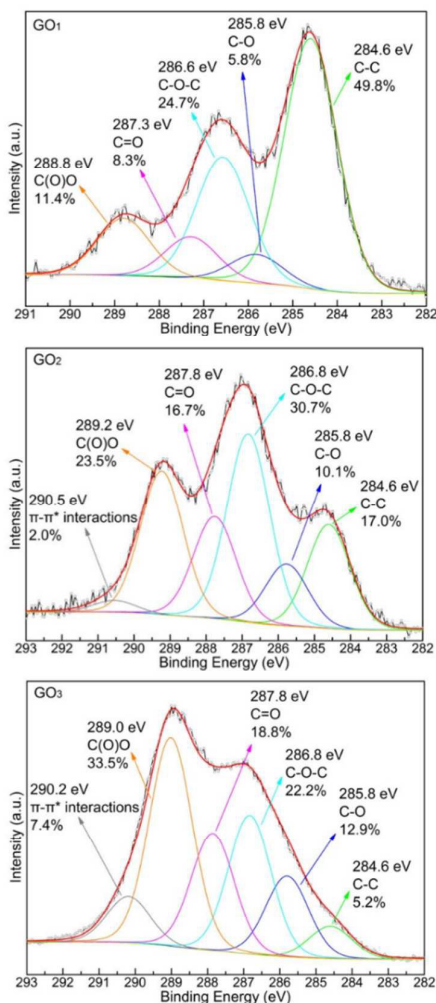 GO1
285.8 eV
C-O
5.8%
286.6 eV
C-O-C
24.7%
284.6 eV
C-C
49.8%
287.3 eV
C=O
8.3%
288.8 eV
C(O)O
11.4%
Intensity (a.u.)
291 290 289 288 287 286 285 284 283 282
Binding Energy (eV)
GO2
287.8 eV
C=O
16.7%
286.8 eV
C-O-C
30.7%
289.2 eV
C(O)O
23.5%
285.8 eV
C-O
10.1%
290.5 eV
π-π* interactions
2.0%
284.6 eV
C-C
17.0%
Intensity (a.u.)
293 292 291 290 289 288 287 286 285 284 283 282
Binding Energy (eV)
GO3
287.8 eV
C=O
18.8%
289.0 eV
C(O)O
33.5%
286.8 eV
C-O-C
22.2%
290.2 eV
π-π* interactions
7.4%
285.8 eV
C-O
12.9%
284.6 eV
C-C
5.2%
Intensity (a.u.)
293 292 291 290 289 288 287 286 285 284 283 282
Binding Energy (eV)